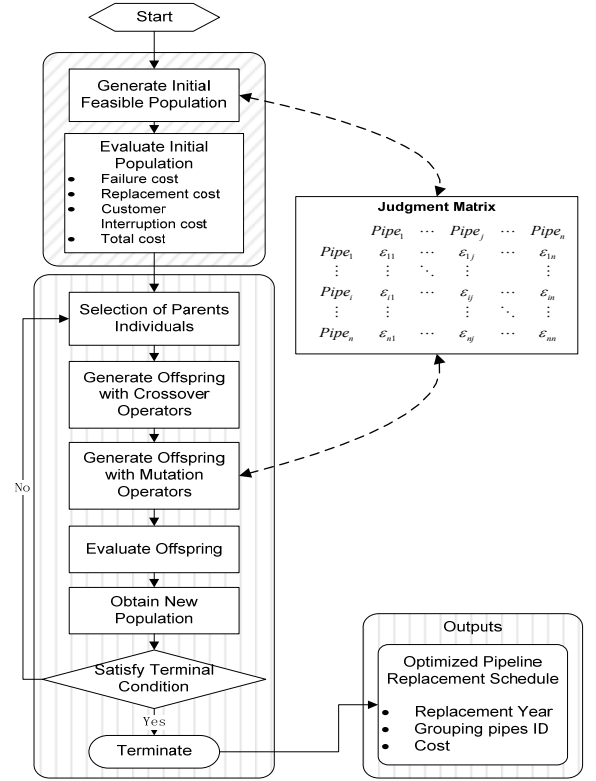 Start
Generate Initial
Feasible Population
Evaluate Initial
Population
• Failure cost
• Replacement cost
• Customer
Interruption cost
• Total cost
Judgment Matrix
Pipe₁ ⋯ Pipeⱼ ⋯ Pipeₙ
Pipe₁ ε₁₁ ⋯ ε₁ⱼ ⋯ ε₁ₙ
⋮ ⋮ ⋱ ⋮ ⋮
Pipeᵢ εᵢ₁ ⋯ εᵢⱼ ⋯ εᵢₙ
⋮ ⋮ ⋮ ⋱ ⋮
Pipeₙ εₙ₁ ⋯ εₙⱼ ⋯ εₙₙ
Selection of Parents
Individuals
Generate Offspring
with Crossover
Operators
Generate Offspring
with Mutation
Operators
No
Evaluate Offspring
Obtain New
Population
Satisfy Terminal
Condition
Yes
Terminate
Outputs
Optimized Pipeline
Replacement Schedule
• Replacement Year
• Grouping pipes ID
• Cost